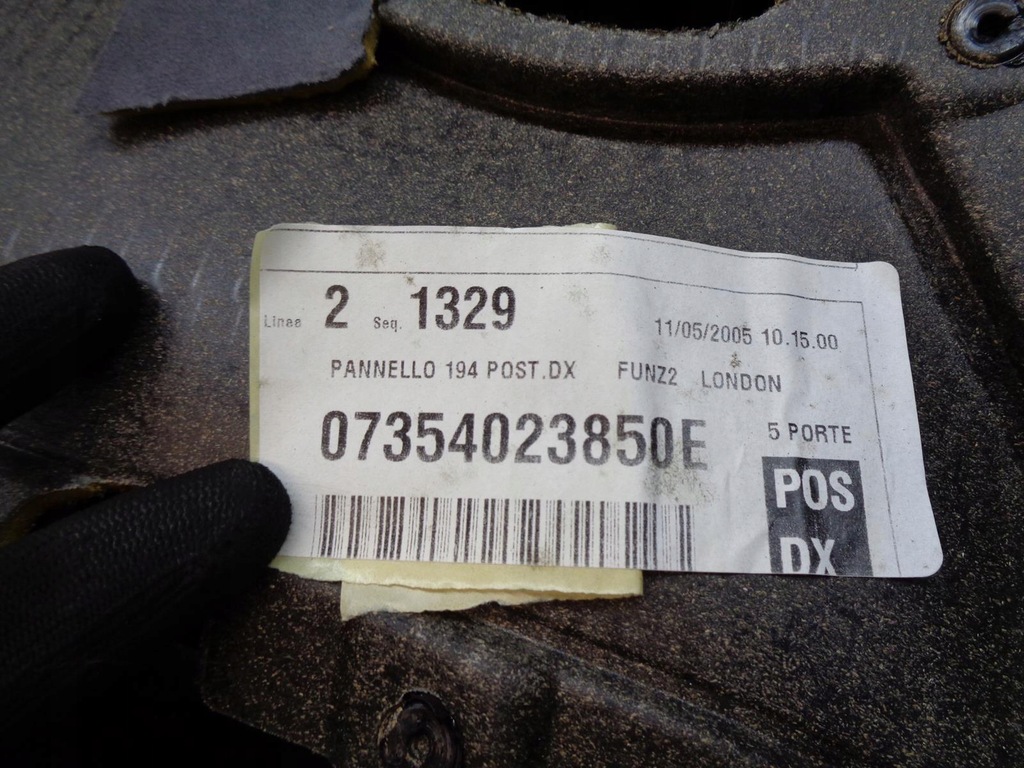 Linea 2 Seq. 1329
11/05/2005 10.15.00
PANNELLO 194 POST.DX FUNZ2 LONDON
07354023850E
5 PORTE
POS
DX